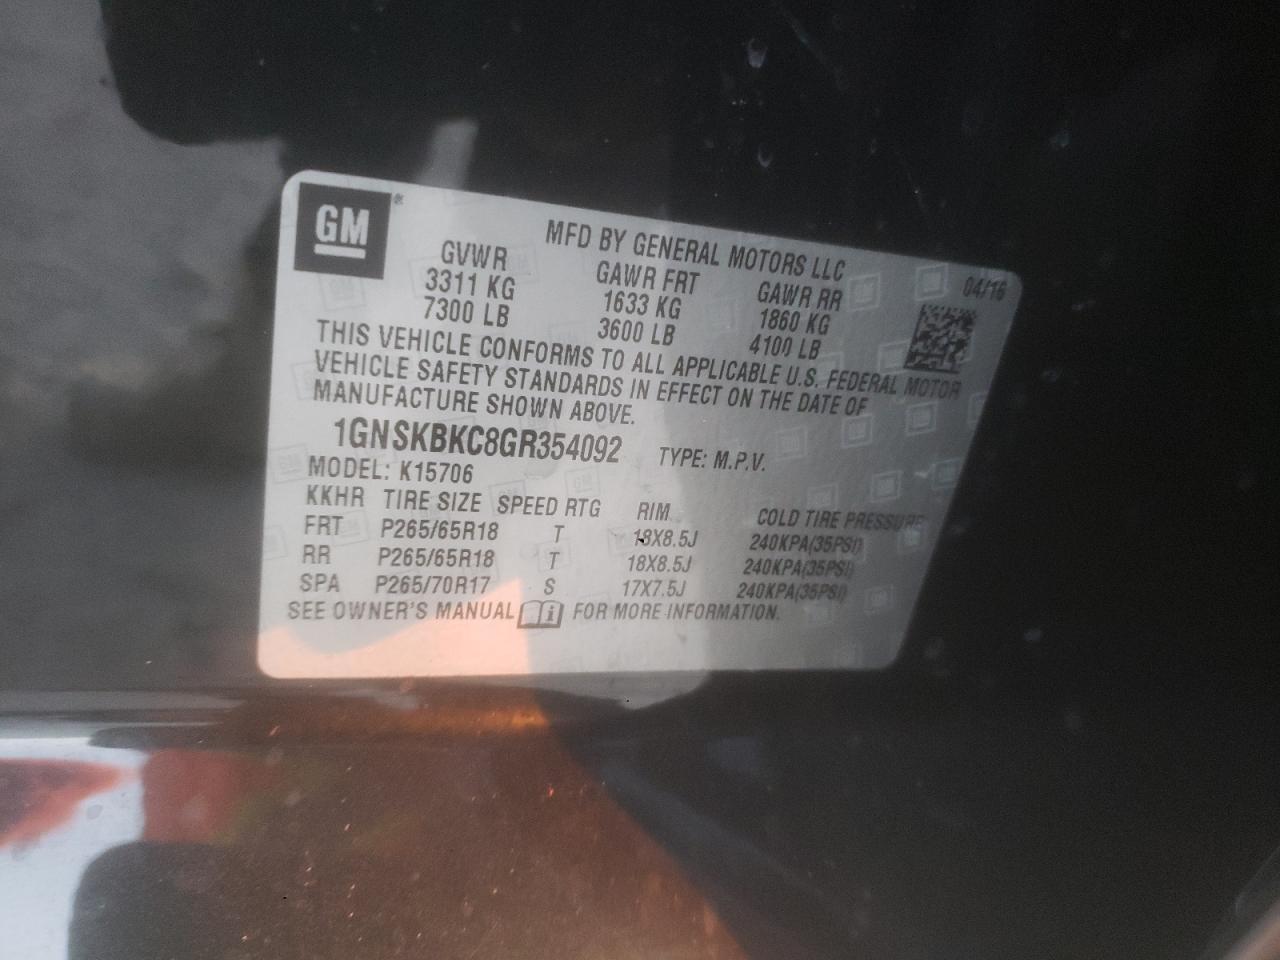 GM
MFD BY GENERAL MOTORS LLC
04/16
GVWR GAWR FRT GAWR RR
3311 KG 1633 KG 1860 KG
7300 LB 3600 LB 4100 LB
THIS VEHICLE CONFORMS TO ALL APPLICABLE U.S. FEDERAL MOTOR
VEHICLE SAFETY STANDARDS IN EFFECT ON THE DATE OF
MANUFACTURE SHOWN ABOVE.
1GNSKBKC8GR354092 TYPE: M.P.V.
MODEL: K15706
KKHR TIRE SIZE SPEED RTG RIM COLD TIRE PRESSURE
FRT P265/65R18 T 18X8.5J 240KPA(35PSI)
RR P265/65R18 T 18X8.5J 240KPA(35PSI)
SPA P265/70R17 S 17X7.5J 240KPA(35PSI)
SEE OWNER'S MANUAL i FOR MORE INFORMATION.